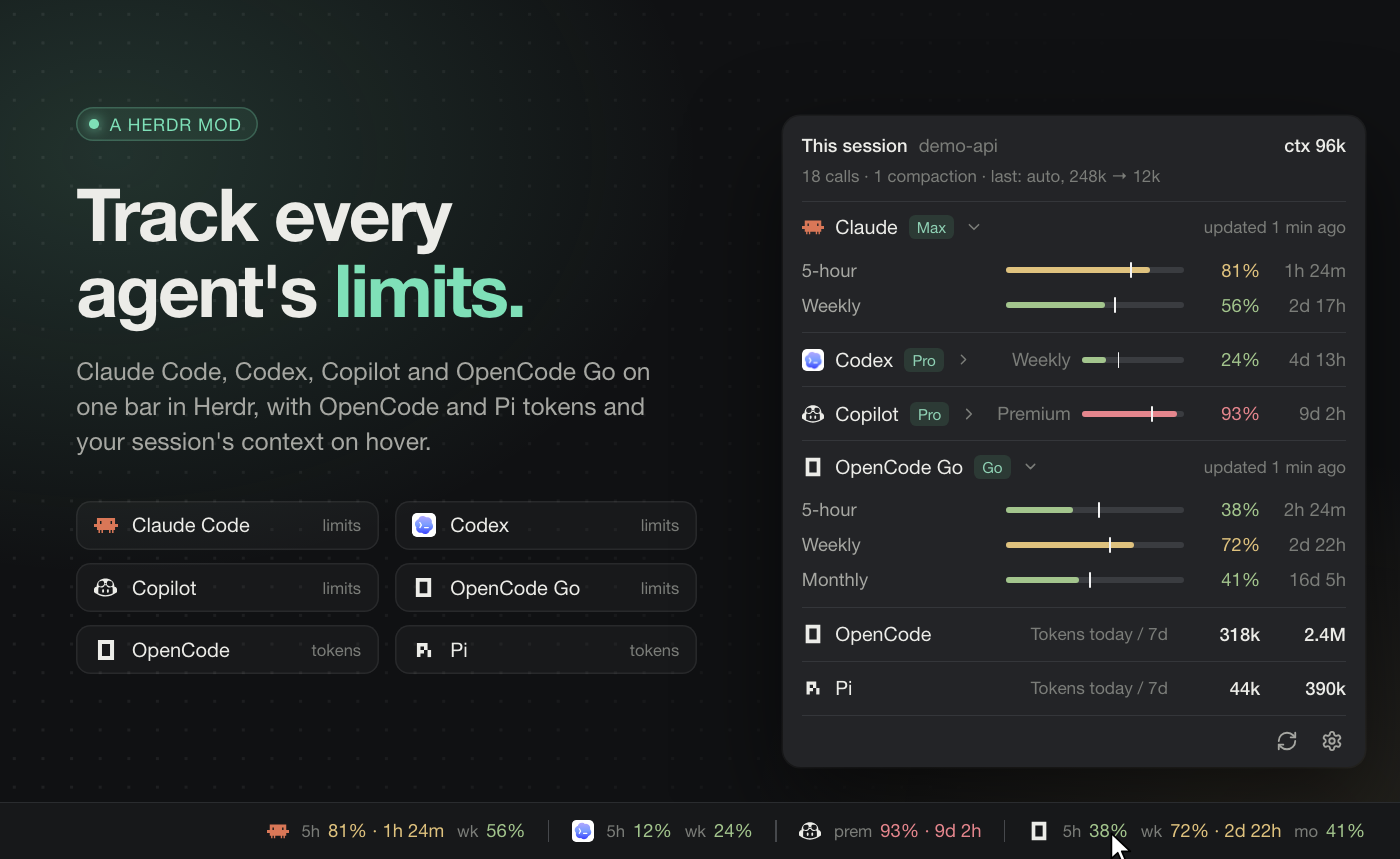 A HERDR MOD
Track every
agent's limits.
Claude Code, Codex, Copilot and OpenCode Go on
one bar in Herdr, with OpenCode and Pi tokens and
your session's context on hover.
Claude Code limits
Codex limits
Copilot limits
OpenCode Go limits
OpenCode tokens
Pi tokens
This session demo-api ctx 96k
18 calls · 1 compaction · last: auto, 248k → 12k
Claude Max updated 1 min ago
5-hour 81% 1h 24m
Weekly 56% 2d 17h
Codex Pro Weekly 24% 4d 13h
Copilot Pro Premium 93% 9d 2h
OpenCode Go Go updated 1 min ago
5-hour 38% 2h 24m
Weekly 72% 2d 22h
Monthly 41% 16d 5h
OpenCode Tokens today / 7d 318k 2.4M
Pi Tokens today / 7d 44k 390k
5h 81% · 1h 24m wk 56% 5h 12% wk 24% prem 93% · 9d 2h 5h 38% wk 72% · 2d 22h mo 41%